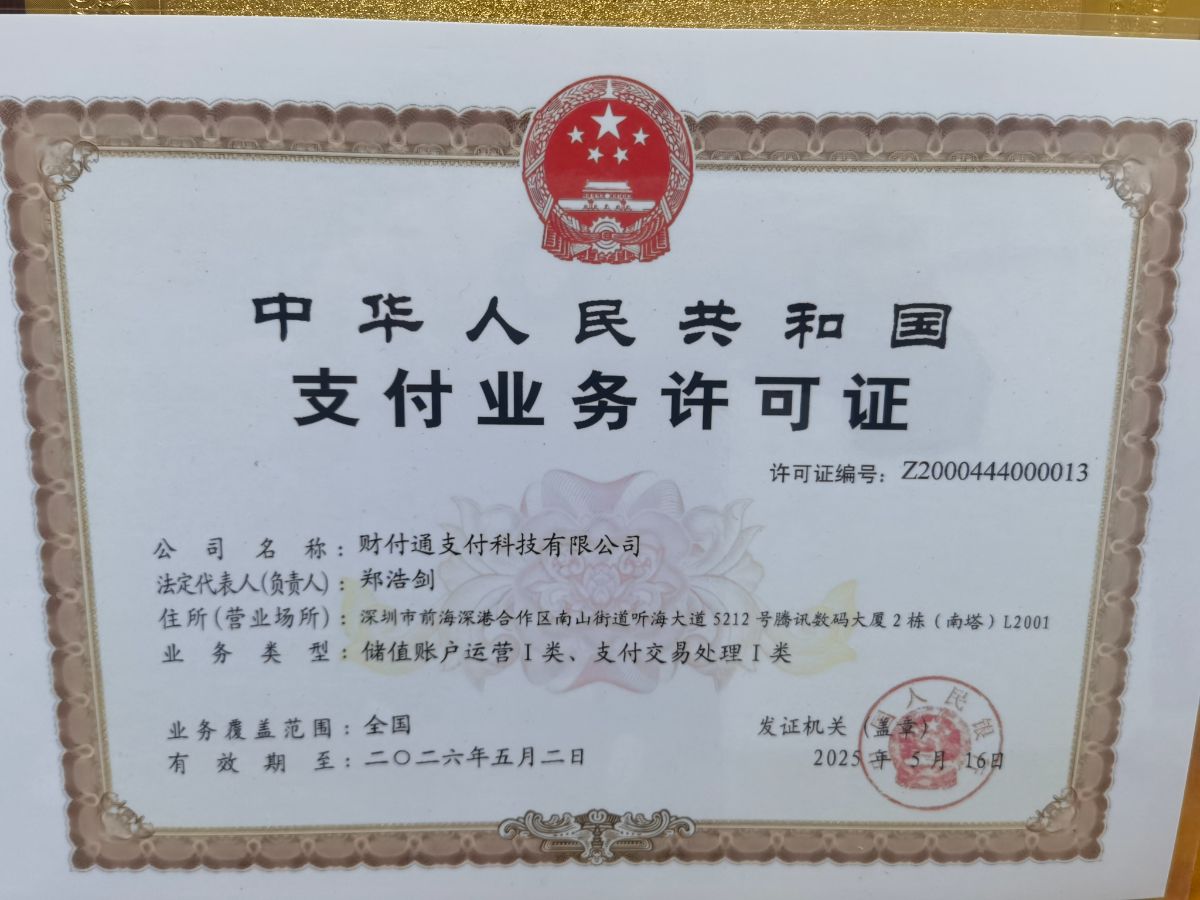 中华人民共和国
支付业务许可证
许可证编号：Z2000444000013
公司名称：财付通支付科技有限公司
法定代表人(负责人)：郑浩剑
住所(营业场所)：深圳市前海深港合作区南山街道听海大道5212号腾讯数码大厦2栋（南塔）L2001
业务类型：储值账户运营Ⅰ类、支付交易处理Ⅰ类
业务覆盖范围：全国
有效期至：二〇二六年五月二日
发证机关（盖章）
2025年5月16日
人民银